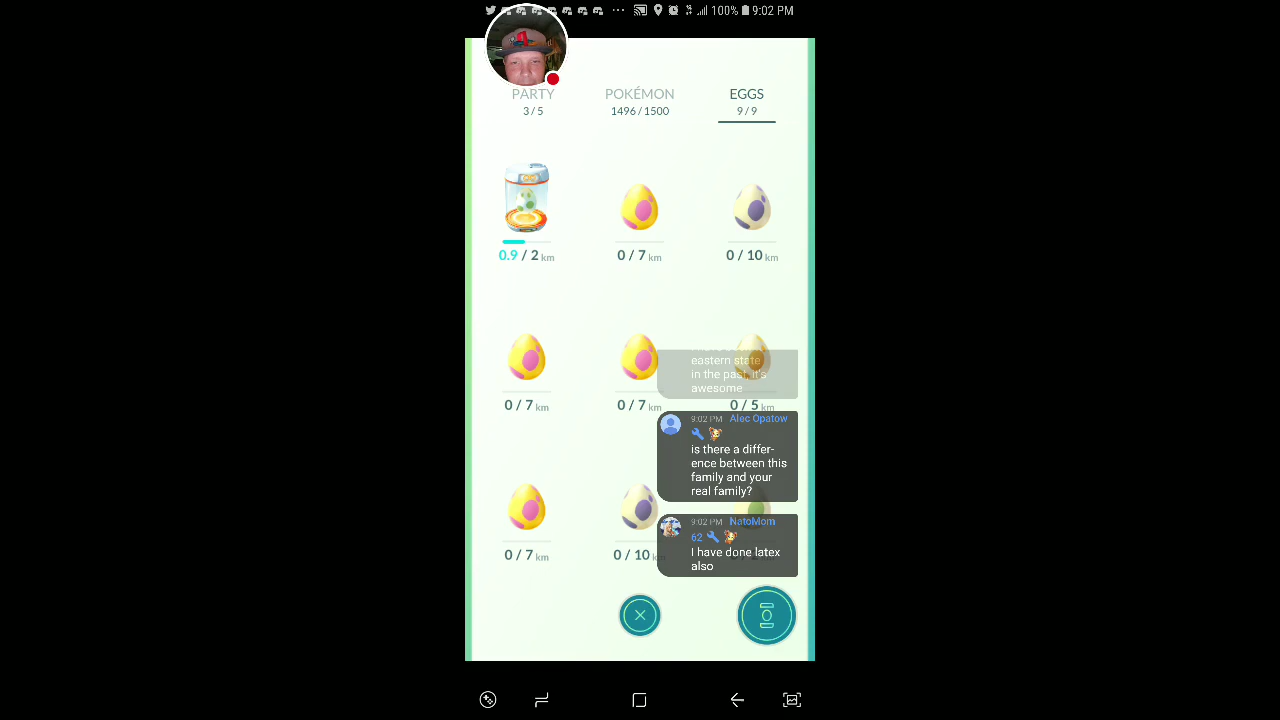 100% 9:02 PM
PARTY POKÉMON EGGS
3 / 5 1496 / 1500 9 / 9
0.9 / 2 km 0 / 7 km 0 / 10 km
eastern state
in the past, it's
awesome
0 / 7 km 0 / 7 km 0 / 5 km
9:02 PM Alec Opatow
is there a differ-
ence between this
family and your
real family?
9:02 PM NatoMom
62
I have done latex
also
0 / 7 km 0 / 10 km